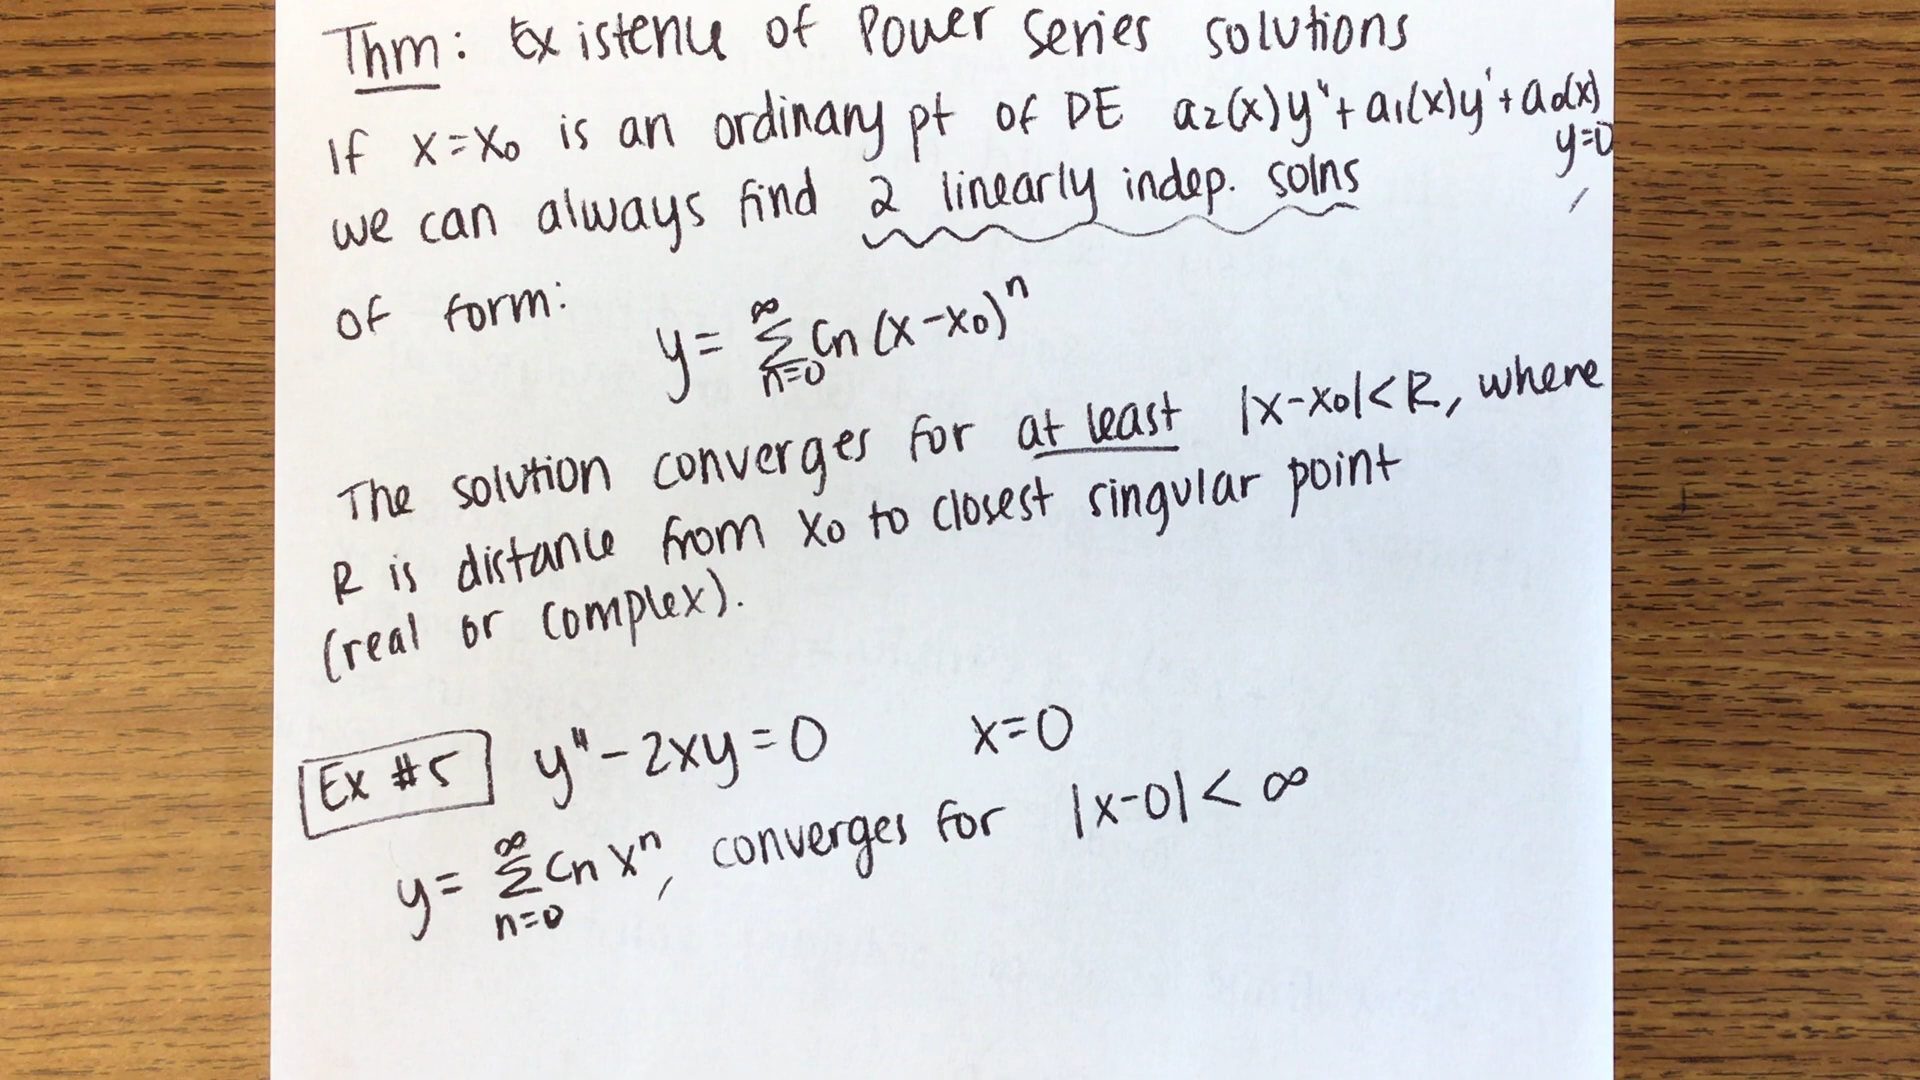 Thm: Existence of Power Series solutions
If x=x₀ is an ordinary pt of DE a₂(x)y"+a₁(x)y'+a₀(x)
y=0,
we can always find 2 linearly indep. solns
of form:
y= ∞Σn=0 Cn (x-x₀)ⁿ
The solution converges for at least |x-x₀|<R, where
R is distance from x₀ to closest singular point
(real or complex).
Ex #5 y"-2xy=0 x=0
y= ∞Σn=0 Cn xⁿ, converges for |x-0| < ∞